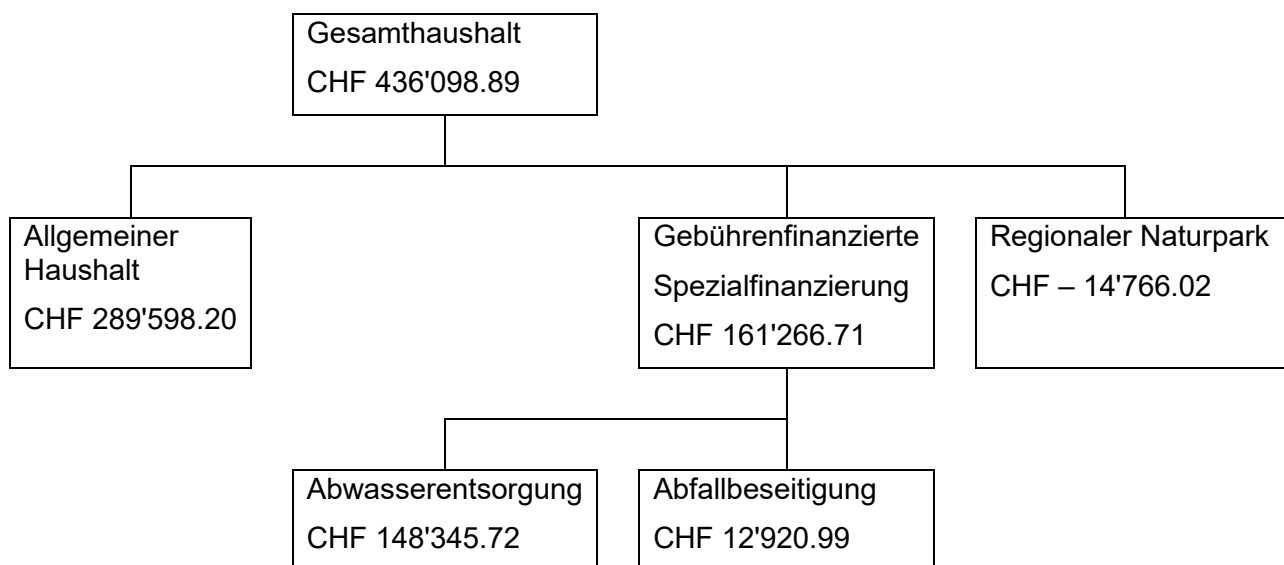 Gesamthaushalt
CHF 436'098.89
Allgemeiner
Haushalt
CHF 289'598.20
Gebührenfinanzierte
Spezialfinanzierung
CHF 161'266.71
Regionaler Naturpark
CHF – 14'766.02
Abwasserentsorgung
CHF 148'345.72
Abfallbeseitigung
CHF 12'920.99